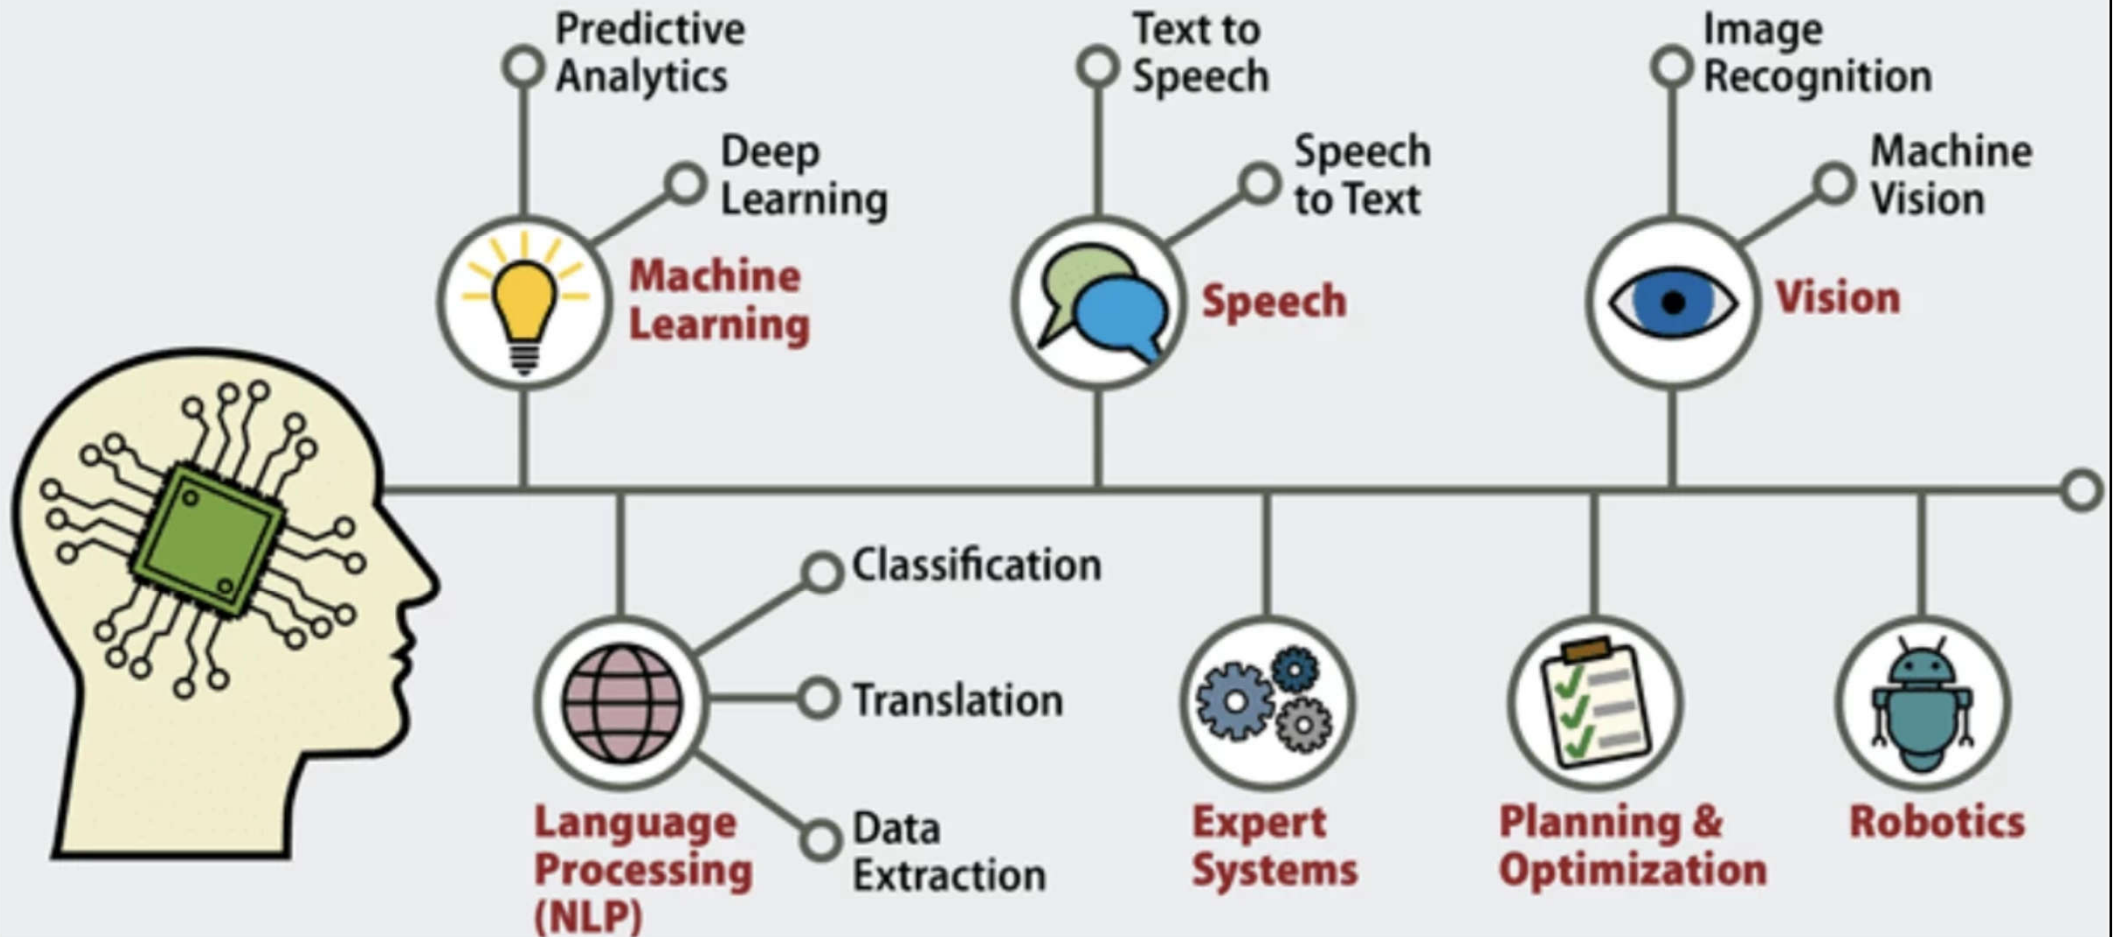 Predictive
Analytics
Deep
Learning
Machine
Learning
Text to
Speech
Speech
to Text
Speech
Image
Recognition
Machine
Vision
Vision
Classification
Translation
Data
Extraction
Language
Processing
(NLP)
Expert
Systems
Planning &
Optimization
Robotics